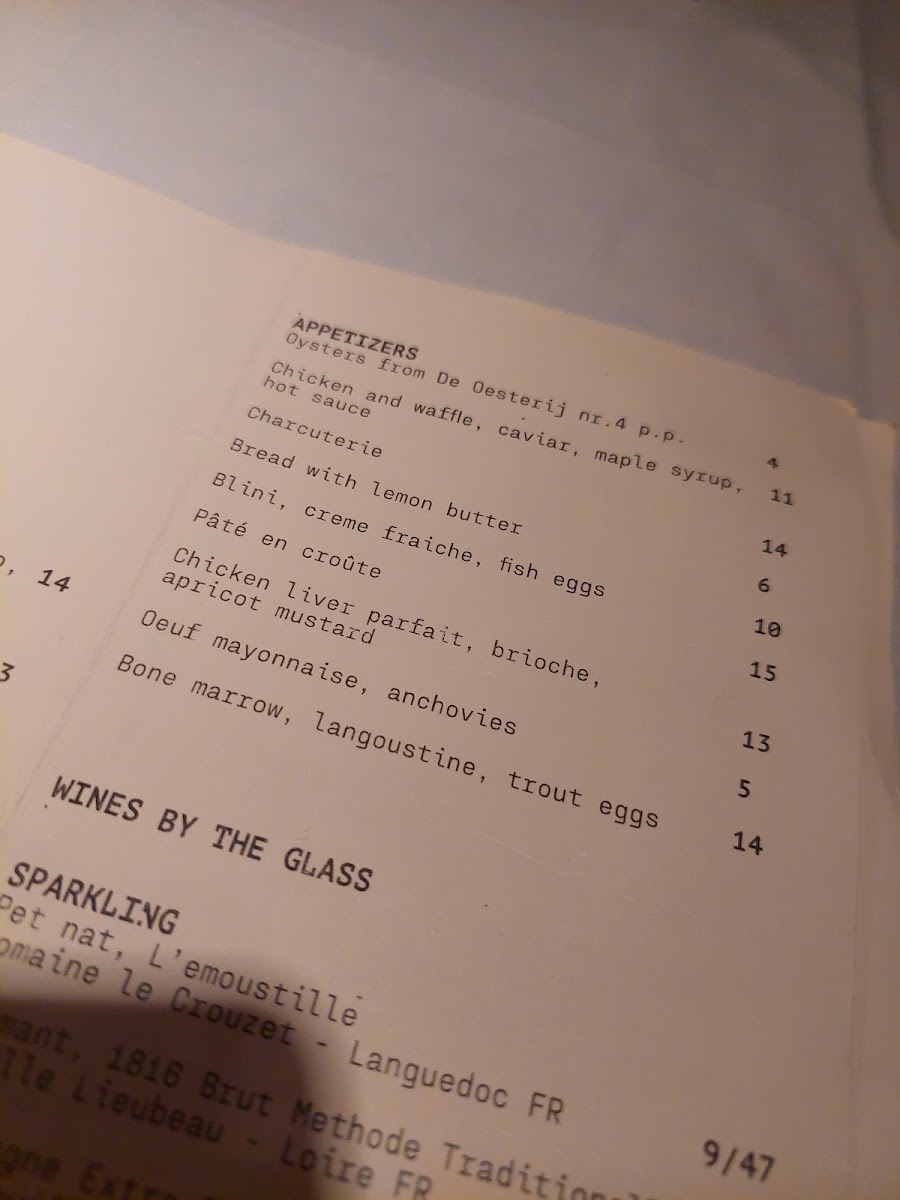 APPETIZERS
Oysters from De Oesterij nr.4 p.p. 4
Chicken and waffle, caviar, maple syrup, 11
hot sauce
Charcuterie 14
Bread with lemon butter 6
Blini, creme fraiche, fish eggs 10
Pâté en croûte 15
Chicken liver parfait, brioche, 13
apricot mustard
Oeuf mayonnaise, anchovies 5
Bone marrow, langoustine, trout eggs 14
, 14
3
WINES BY THE GLASS
SPARKLING
Pet nat, L'emoustille
omaine le Crouzet - Languedoc FR 9/47
mant, 1816 Brut Methode Traditionell
lle Lieubeau - Loire FR
gne Extra